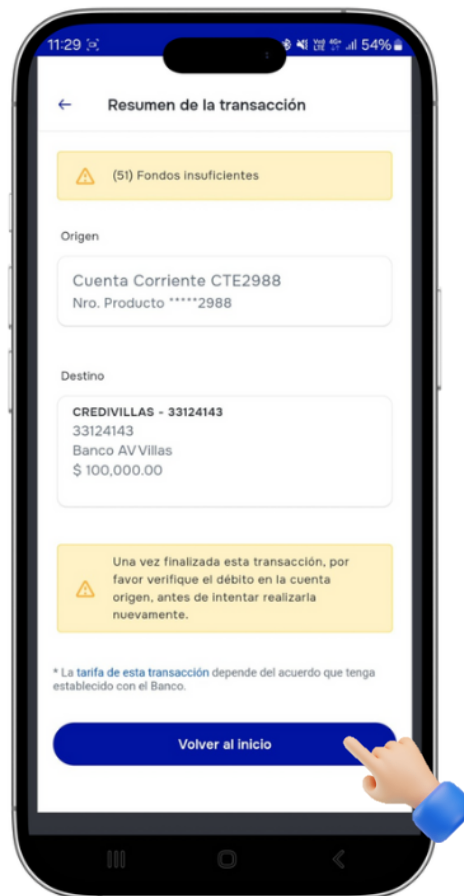 11:29
54%
Resumen de la transacción
(51) Fondos insuficientes
Origen
Cuenta Corriente CTE2988
Nro. Producto *****2988
Destino
CREDIVILLAS - 33124143
33124143
Banco AV Villas
$ 100,000.00
Una vez finalizada esta transacción, por
favor verifique el débito en la cuenta
origen, antes de intentar realizarla
nuevamente.
* La tarifa de esta transacción depende del acuerdo que tenga
establecido con el Banco.
Volver al inicio